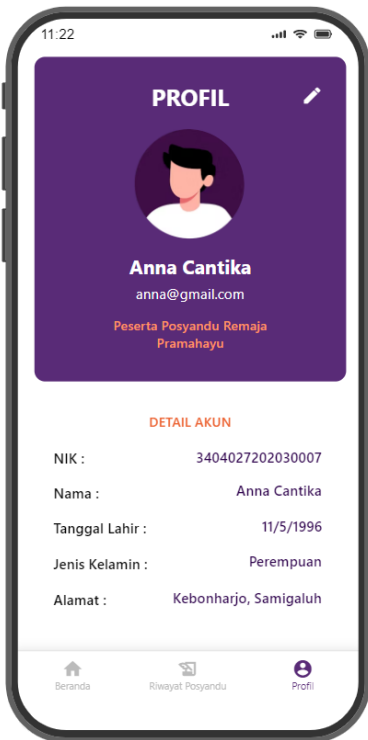 11:22
PROFIL
Anna Cantika
anna@gmail.com
Peserta Posyandu Remaja
Pramahayu
DETAIL AKUN
NIK : 3404027202030007
Nama : Anna Cantika
Tanggal Lahir : 11/5/1996
Jenis Kelamin : Perempuan
Alamat : Kebonharjo, Samigaluh
Beranda Riwayat Posyandu Profil